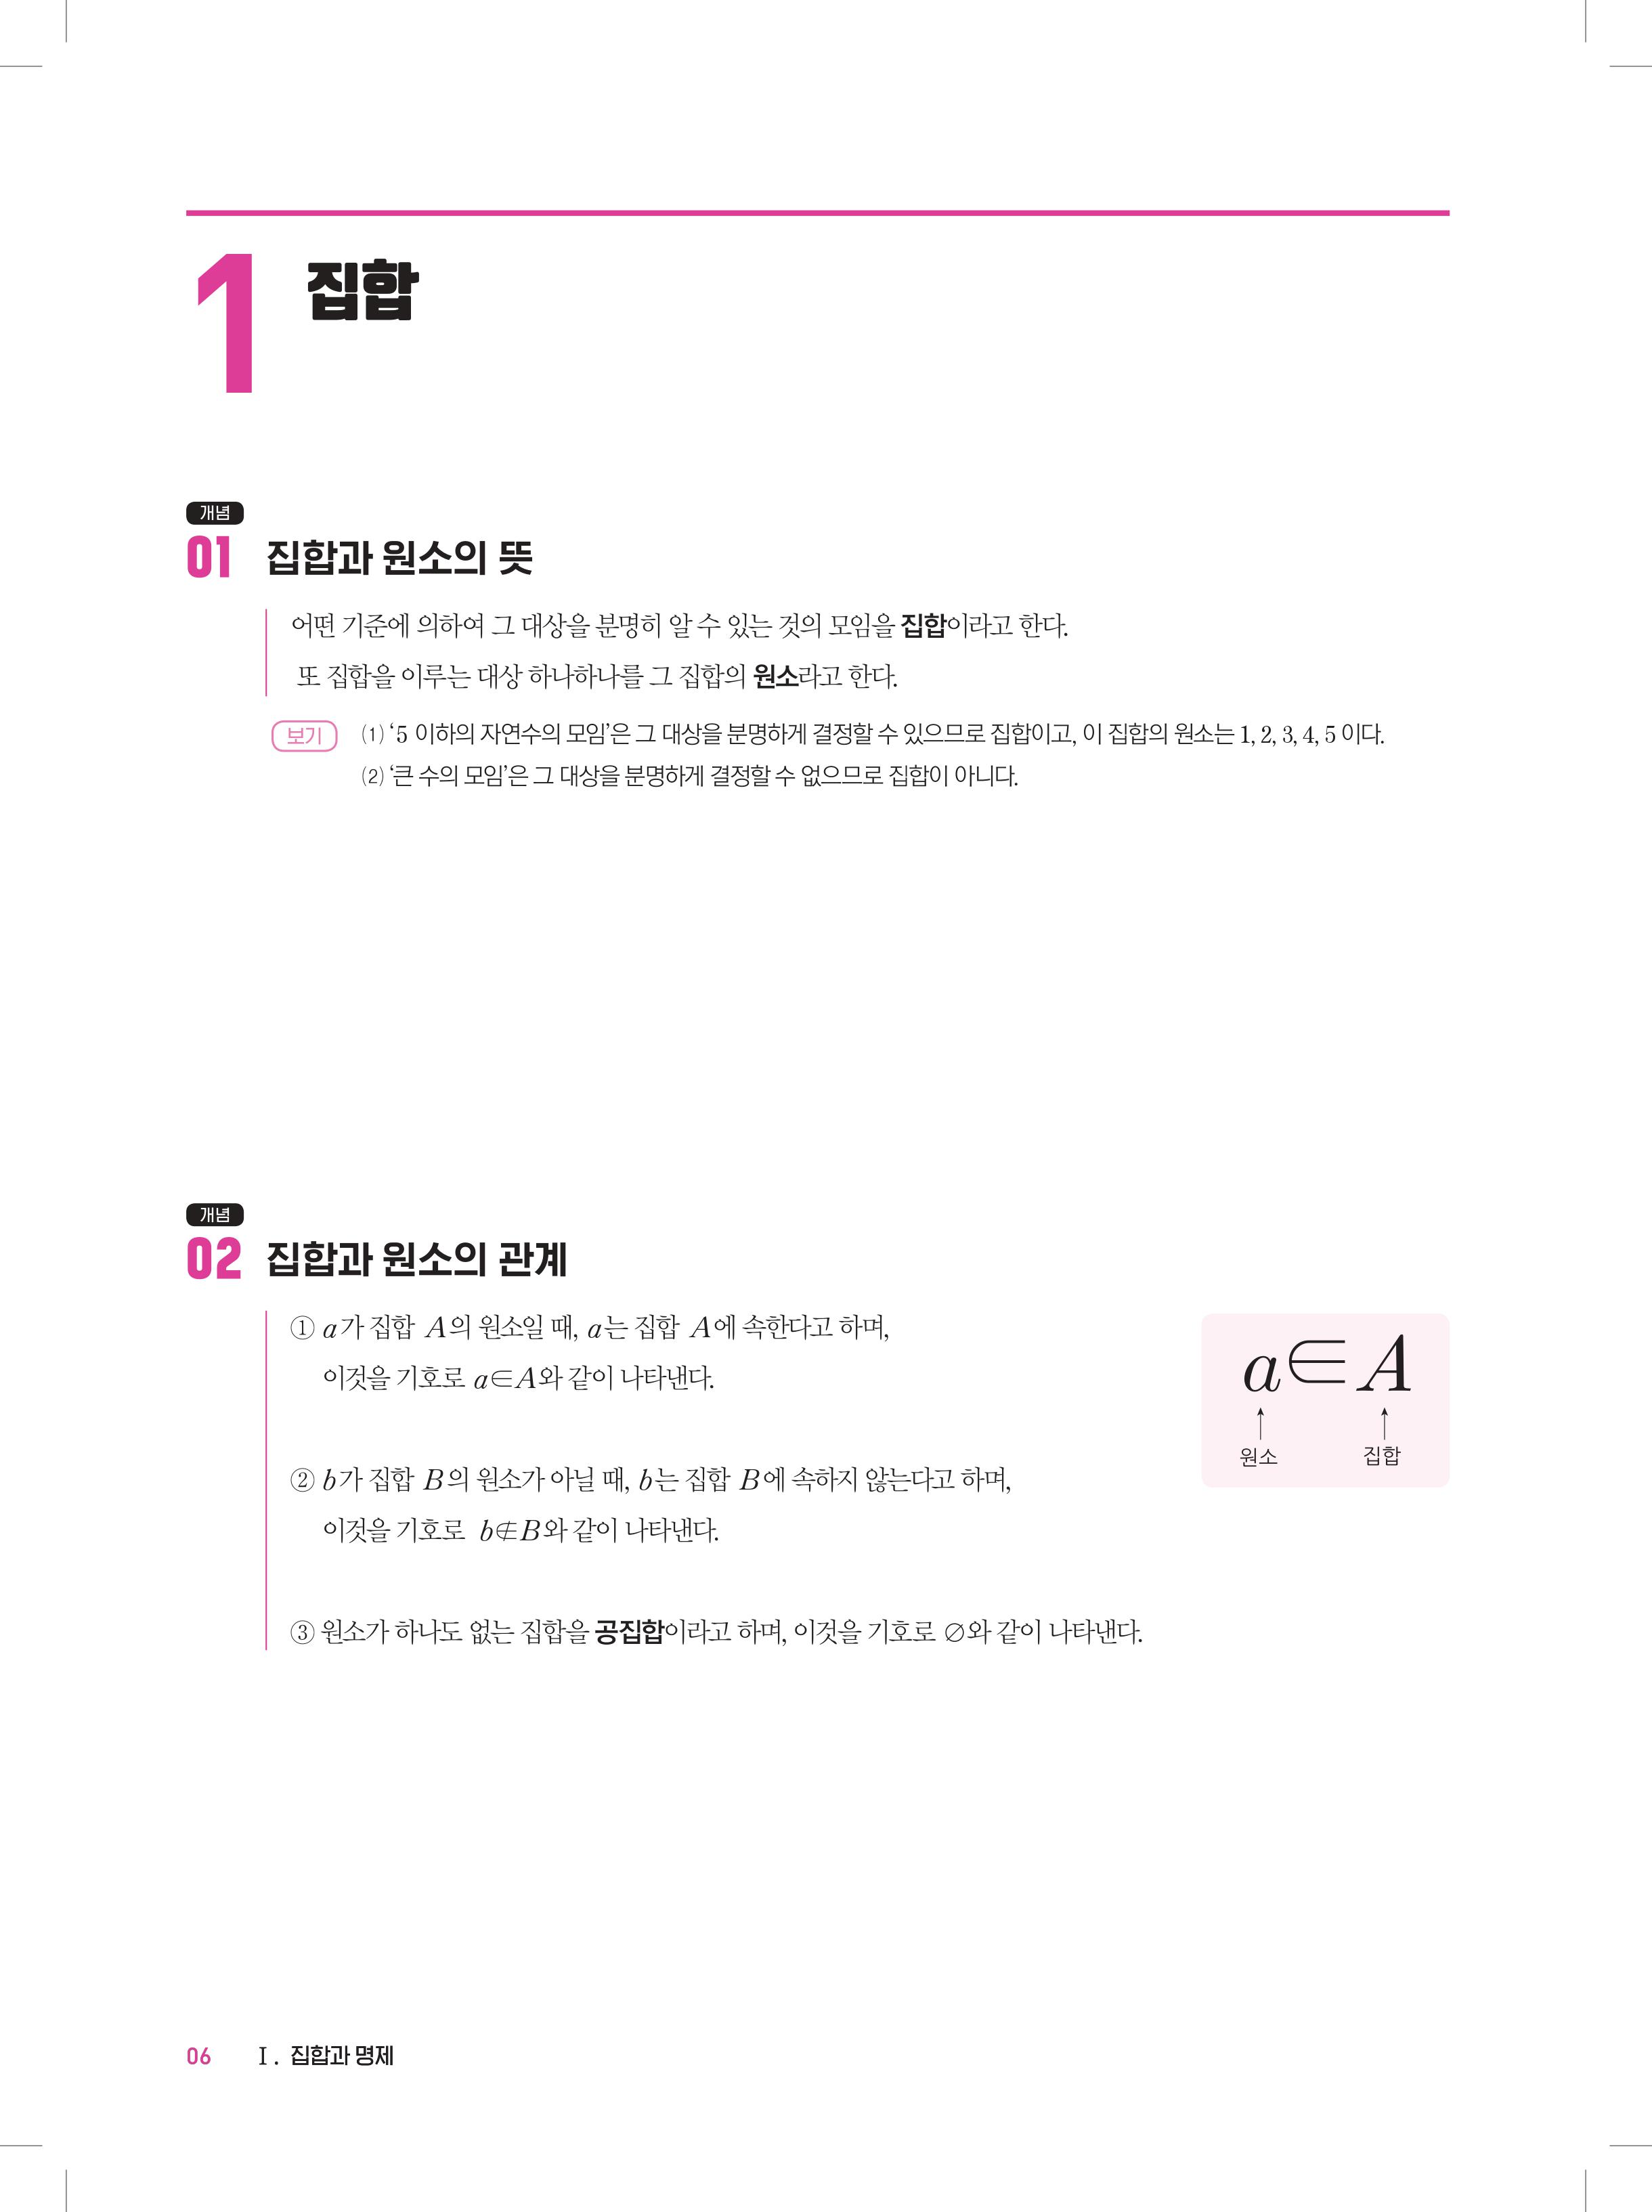 1 집합
개념
01 집합과 원소의 뜻
어떤 기준에 의하여 그 대상을 분명히 알 수 있는 것의 모임을 집합이라고 한다.
또 집합을 이루는 대상 하나하나를 그 집합의 원소라고 한다.
보기 (1) ‘5 이하의 자연수의 모임’은 그 대상을 분명하게 결정할 수 있으므로 집합이고, 이 집합의 원소는 1, 2, 3, 4, 5 이다.
(2) ‘큰 수의 모임’은 그 대상을 분명하게 결정할 수 없으므로 집합이 아니다.
개념
02 집합과 원소의 관계
① a가 집합 A의 원소일 때, a는 집합 A에 속한다고 하며,
이것을 기호로 a∈A와 같이 나타낸다.
② b가 집합 B의 원소가 아닐 때, b는 집합 B에 속하지 않는다고 하며,
이것을 기호로 b∉B와 같이 나타낸다.
③ 원소가 하나도 없는 집합을 공집합이라고 하며, 이것을 기호로 ∅와 같이 나타낸다.
a∈A
↑ ↑
원소 집합
06 Ⅰ. 집합과 명제